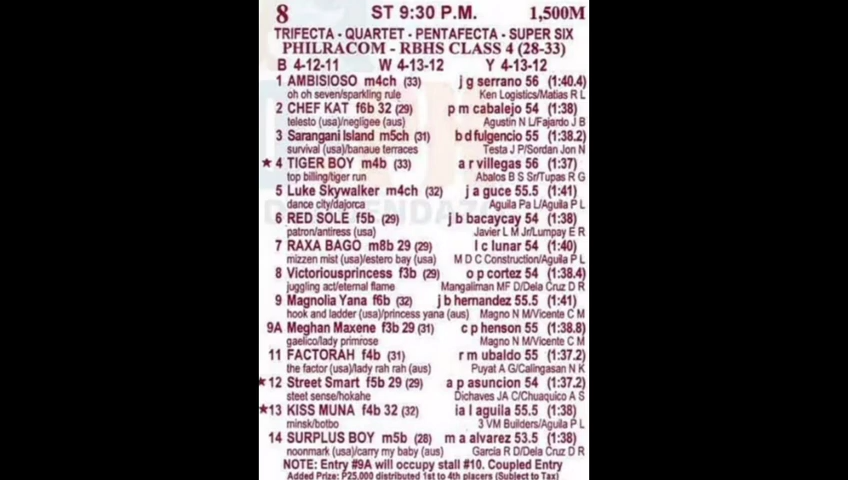 8 ST 9:30 P.M. 1,500M
TRIFECTA - QUARTET - PENTAFECTA - SUPER SIX
PHILRACOM - RBHS CLASS 4 (28-33)
B 4-12-11 W 4-13-12 Y 4-13-12
1 AMBISIOSO m4ch (33) j g serrano 56 (1:40.4)
oh oh seven/sparkling rule Ken Logistics/Matias R L
2 CHEF KAT f6b 32 (29) p m cabalejo 54 (1:38)
telesto (usa)/negligee (aus) Agustin N L/Fajardo J B
3 Sarangani Island m5ch (31) b d fulgencio 55 (1:38.2)
survival (usa)/banaue terraces Testa J P/Sordan Jon N
★ 4 TIGER BOY m4b (33) a r villegas 56 (1:37)
top billing/tiger run Abalos B S Sr/Tupas R G
5 Luke Skywalker m4ch (32) j a guce 55.5 (1:41)
dance city/dajorca Aguila Pa L/Aguila P L
6 RED SOLE f5b (29) j b bacaycay 54 (1:38)
patron/antiress (usa) Javier L M Jr/Lumpay E R
7 RAXA BAGO m8b 29 (29) l c lunar 54 (1:40)
mizzen mist (usa)/estero bay (usa) M D C Construction/Aguila P L
8 Victoriousprincess f3b (29) o p cortez 54 (1:38.4)
juggling act/eternal flame Mangaliman MF D/Dela Cruz D R
9 Magnolia Yana f6b (32) j b hernandez 55.5 (1:41)
hook and ladder (usa)/princess yana (aus) Magno N M/Vicente C M
9A Meghan Maxene f3b 29 (31) c p henson 55 (1:38.8)
gaelico/lady primrose Magno N M/Vicente C M
11 FACTORAH f4b (31) r m ubaldo 55 (1:37.2)
the factor (usa)/lady rah rah (aus) Puyat A G/Calingasan N K
★12 Street Smart f5b 29 (29) a p asuncion 54 (1:37.2)
steet sense/hokahe Dichaves JA C/Chuaquico A S
★13 KISS MUNA f4b 32 (32) ia l aguila 55.5 (1:38)
minsk/botbo 3 VM Builders/Aguila P L
14 SURPLUS BOY m5b (28) m a alvarez 53.5 (1:38)
noonmark (usa)/carry my baby (aus) Garcia R D/Dela Cruz D R
NOTE: Entry #9A will occupy stall #10. Coupled Entry
Added Prize: P25,000 distributed 1st to 4th placers (Subject to Tax)